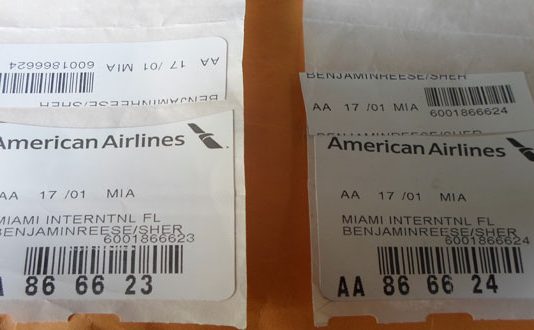 AA 17 /01 MIA 6001866624
BENJAMINREESE/SHER
American Airlines
AA 17 /01 MIA
MIAMI INTERNTNL FL
BENJAMINREESE/SHER
6001866623
86 66 23
BENJAMINREESE/SHER
AA 17 /01 MIA
6001866624
BENJAMINREESE/SHER
American Airlines
AA 17 /01 MIA
MIAMI INTERNTNL FL
BENJAMINREESE/SHER
6001866624
AA 86 66 24